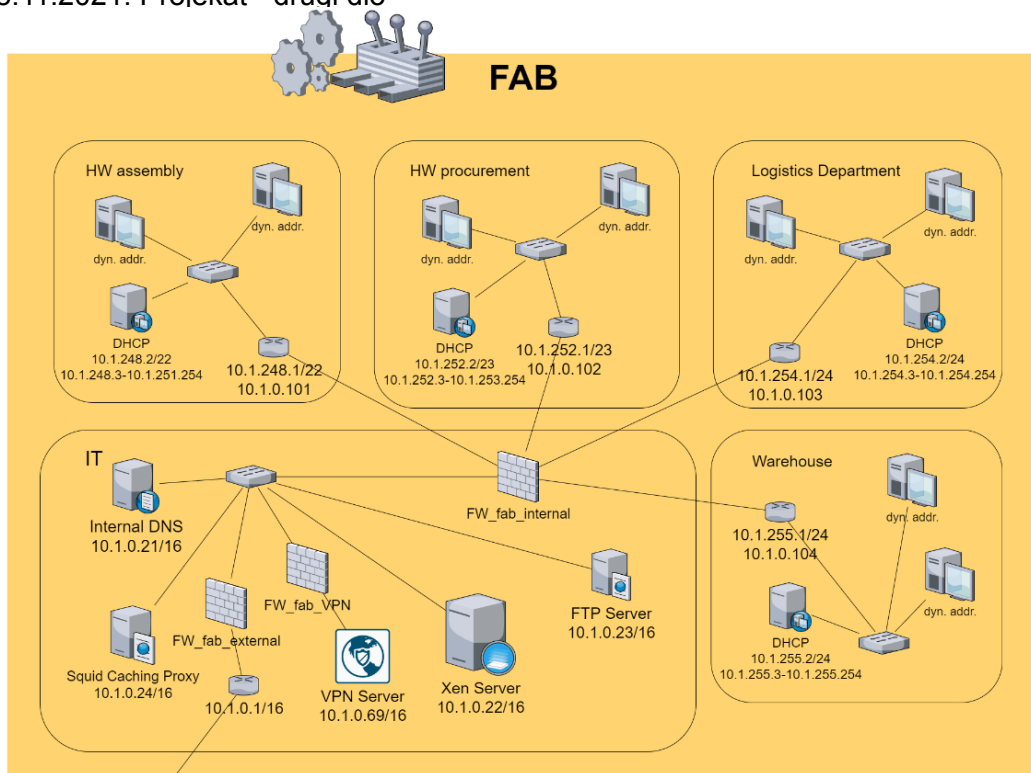 Projekat - drugi dio
FAB
HW assembly
dyn. addr.
dyn. addr.
DHCP
10.1.248.2/22
10.1.248.3-10.1.251.254
10.1.248.1/22
10.1.0.101
HW procurement
dyn. addr.
dyn. addr.
DHCP
10.1.252.2/23
10.1.252.3-10.1.253.254
10.1.252.1/23
10.1.0.102
Logistics Department
dyn. addr.
dyn. addr.
10.1.254.1/24
10.1.0.103
DHCP
10.1.254.2/24
10.1.254.3-10.1.254.254
IT
Internal DNS
10.1.0.21/16
FW_fab_internal
FW_fab_VPN
FW_fab_external
Squid Caching Proxy
10.1.0.24/16
10.1.0.1/16
VPN Server
10.1.0.69/16
Xen Server
10.1.0.22/16
FTP Server
10.1.0.23/16
Warehouse
dyn. addr.
10.1.255.1/24
10.1.0.104
dyn. addr.
DHCP
10.1.255.2/24
10.1.255.3-10.1.255.254